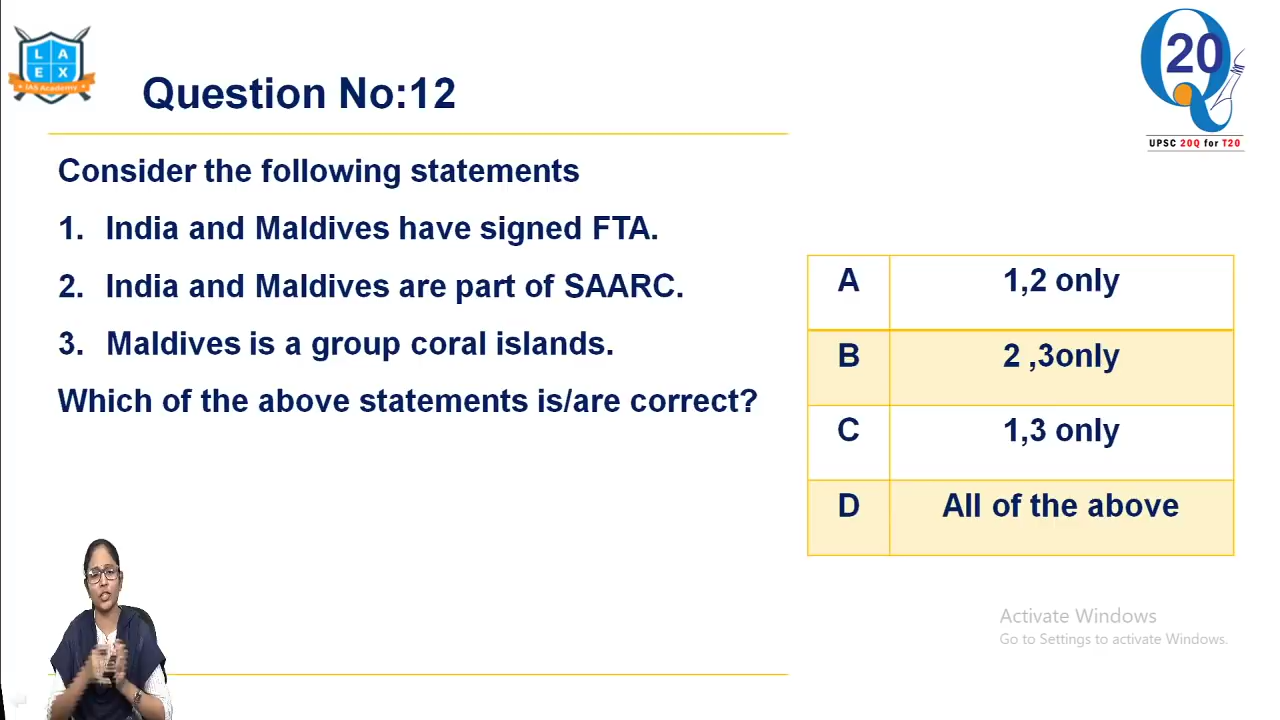 L A
E X
IAS Academy
Question No:12
20
UPSC 20Q for T20
Consider the following statements
1. India and Maldives have signed FTA.
2. India and Maldives are part of SAARC.
3. Maldives is a group coral islands.
Which of the above statements is/are correct?
A 1,2 only
B 2 ,3only
C 1,3 only
D All of the above
Activate Windows
Go to Settings to activate Windows.